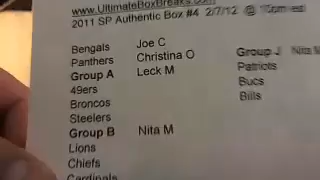 www.UltimateBoxBreaks.com
2011 SP Authentic Box #4 2/7/12 @ 10pm est
Bengals Joe C
Panthers Christina O
Group A Leck M
49ers
Broncos
Steelers
Group B Nita M
Lions
Chiefs
Cardinals
Group J Nita M
Patriots
Bucs
Bills